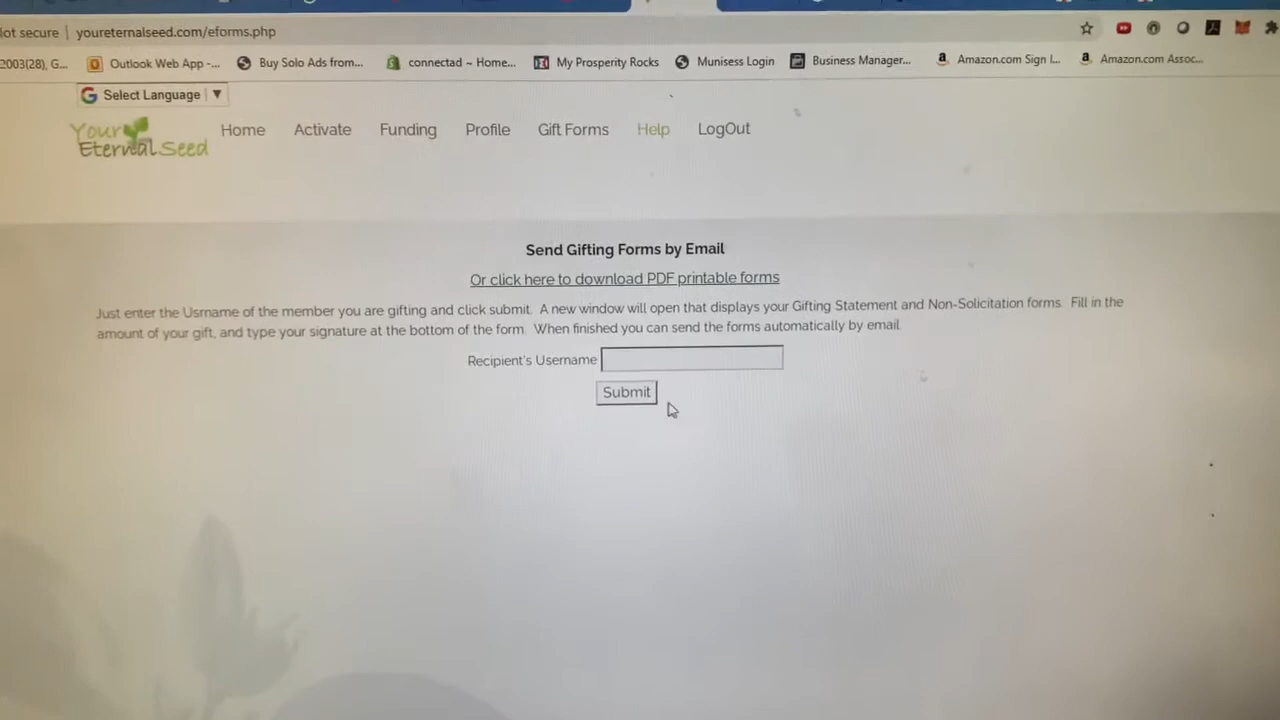 ot secure | youreternalseed.com/eforms.php
2003(28), G... Outlook Web App -... Buy Solo Ads from... connectad ~ Home... My Prosperity Rocks Munisess Login Business Manager... Amazon.com Sign I... Amazon.com Assoc...
G Select Language ▼
Your Eternal Seed
Home Activate Funding Profile Gift Forms Help LogOut
Send Gifting Forms by Email
Or click here to download PDF printable forms
Just enter the Usrname of the member you are gifting and click submit. A new window will open that displays your Gifting Statement and Non-Solicitation forms. Fill in the
amount of your gift, and type your signature at the bottom of the form. When finished you can send the forms automatically by email
Recipient's Username
Submit